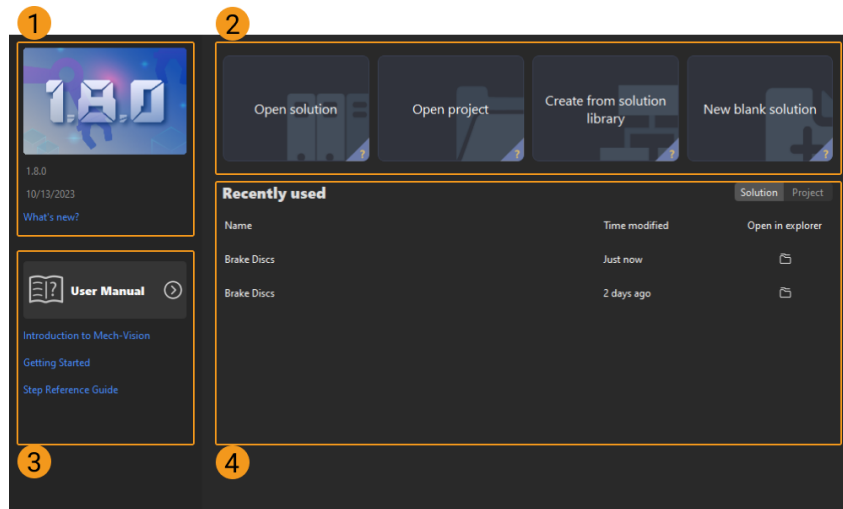 1
2
1.8.0
1.8.0
10/13/2023
What's new?
Open solution
Open project
Create from solution
library
New blank solution
?
?
?
?
Recently used
Solution Project
Name Time modified Open in explorer
Brake Discs Just now
Brake Discs 2 days ago
? User Manual
Introduction to Mech-Vision
Getting Started
Step Reference Guide
3
4